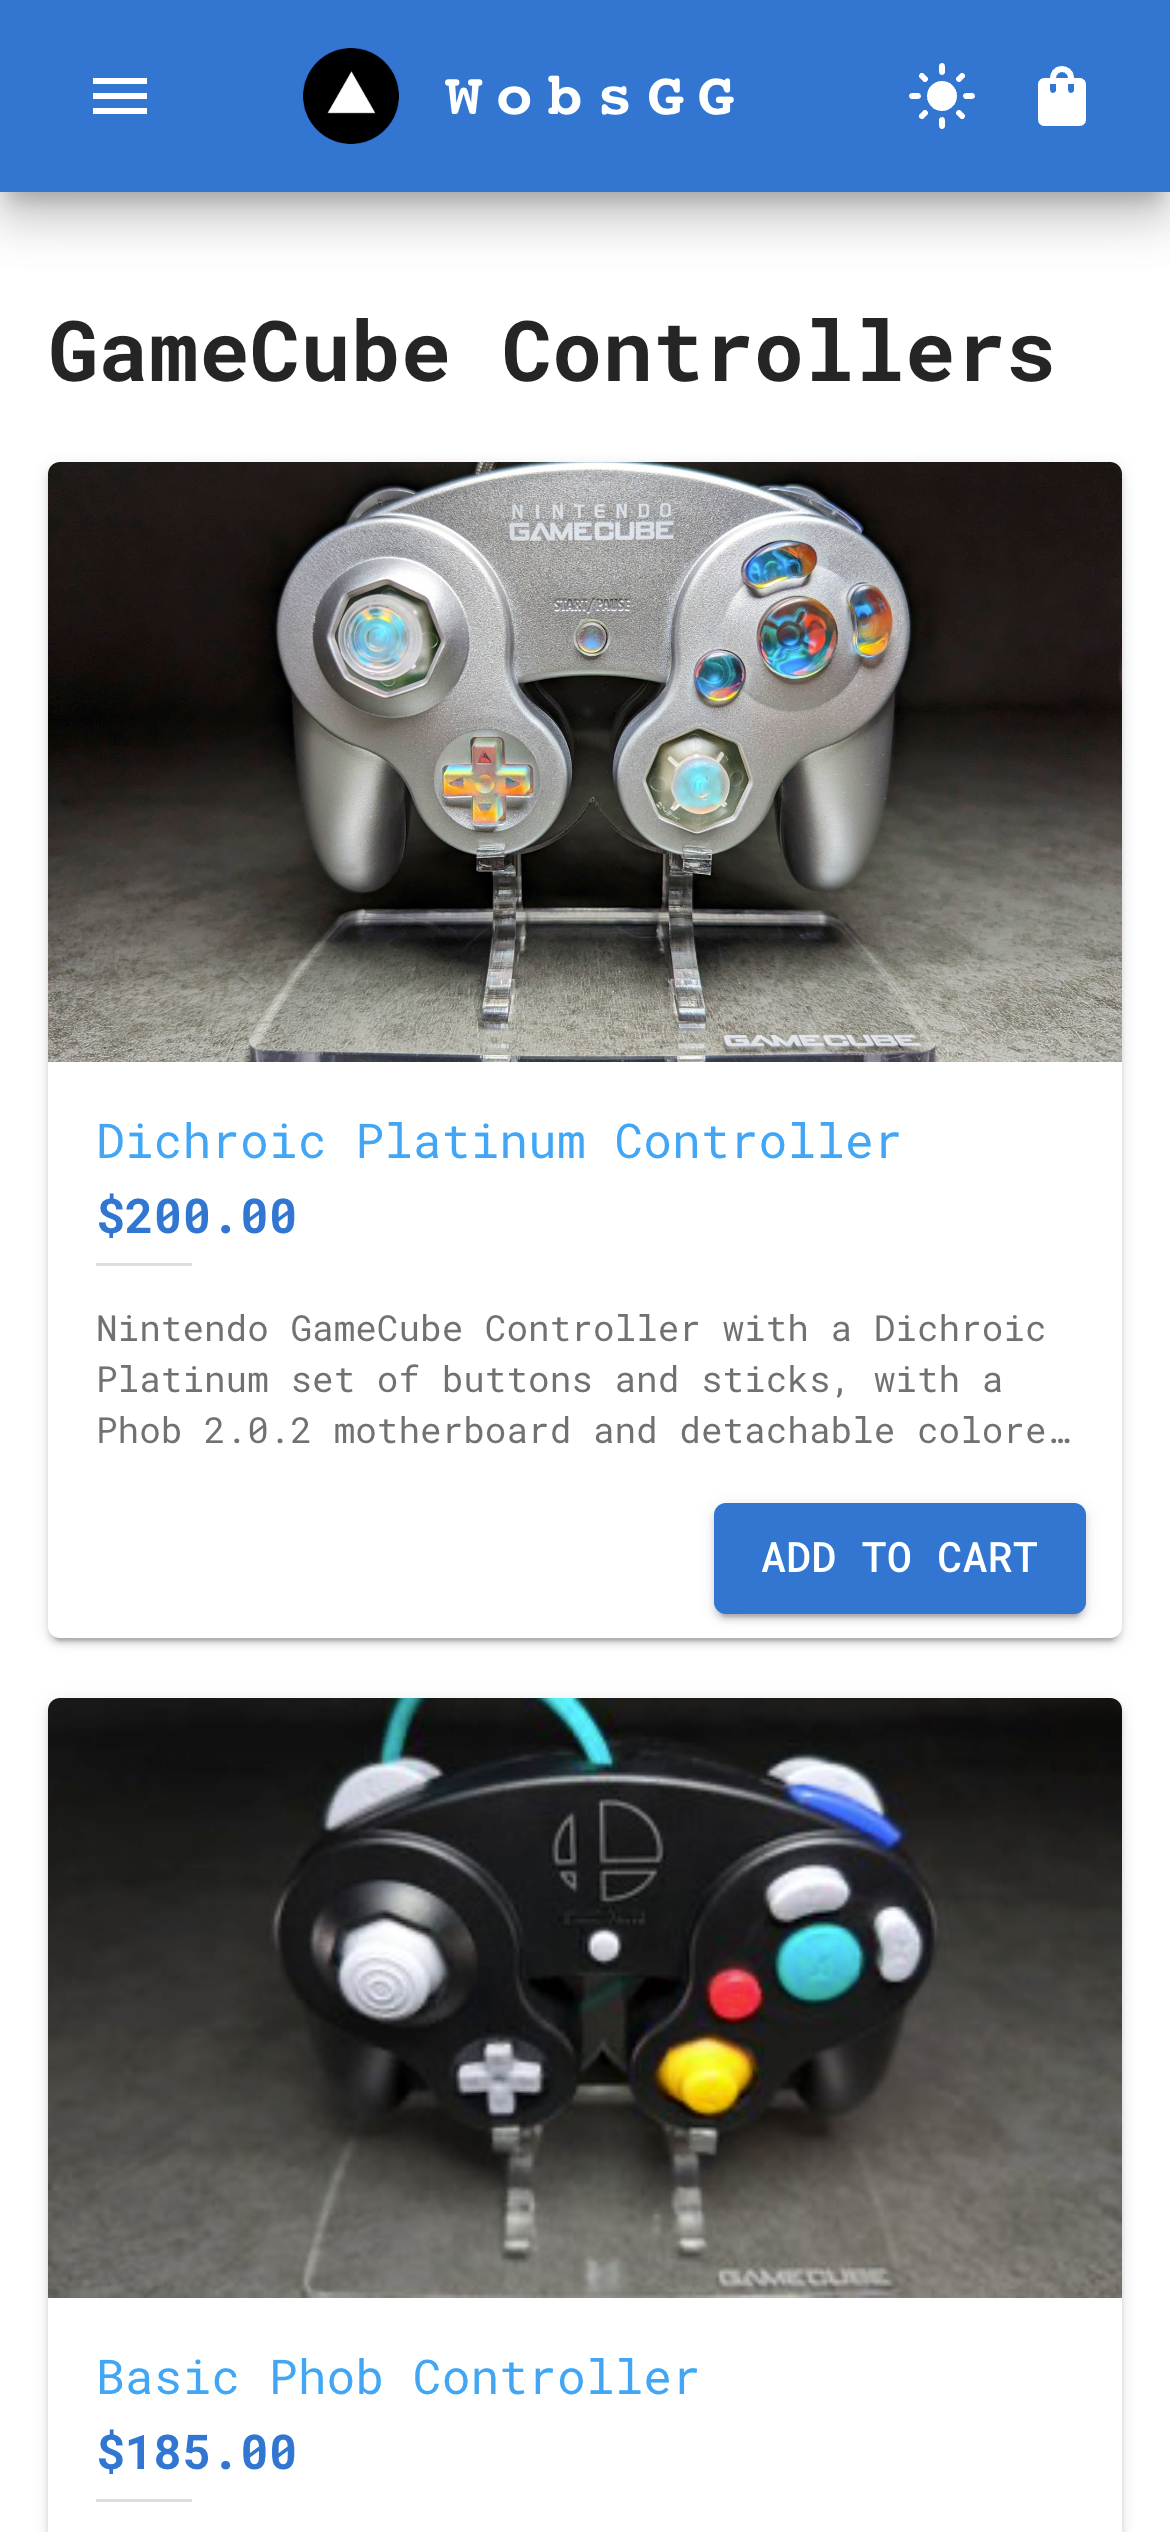 WobsGG
GameCube Controllers
NINTENDO
GAMECUBE
START/PAUSE
GAMECUBE
Dichroic Platinum Controller
$200.00
Nintendo GameCube Controller with a Dichroic
Platinum set of buttons and sticks, with a
Phob 2.0.2 motherboard and detachable colore…
ADD TO CART
GAMECUBE
Basic Phob Controller
$185.00